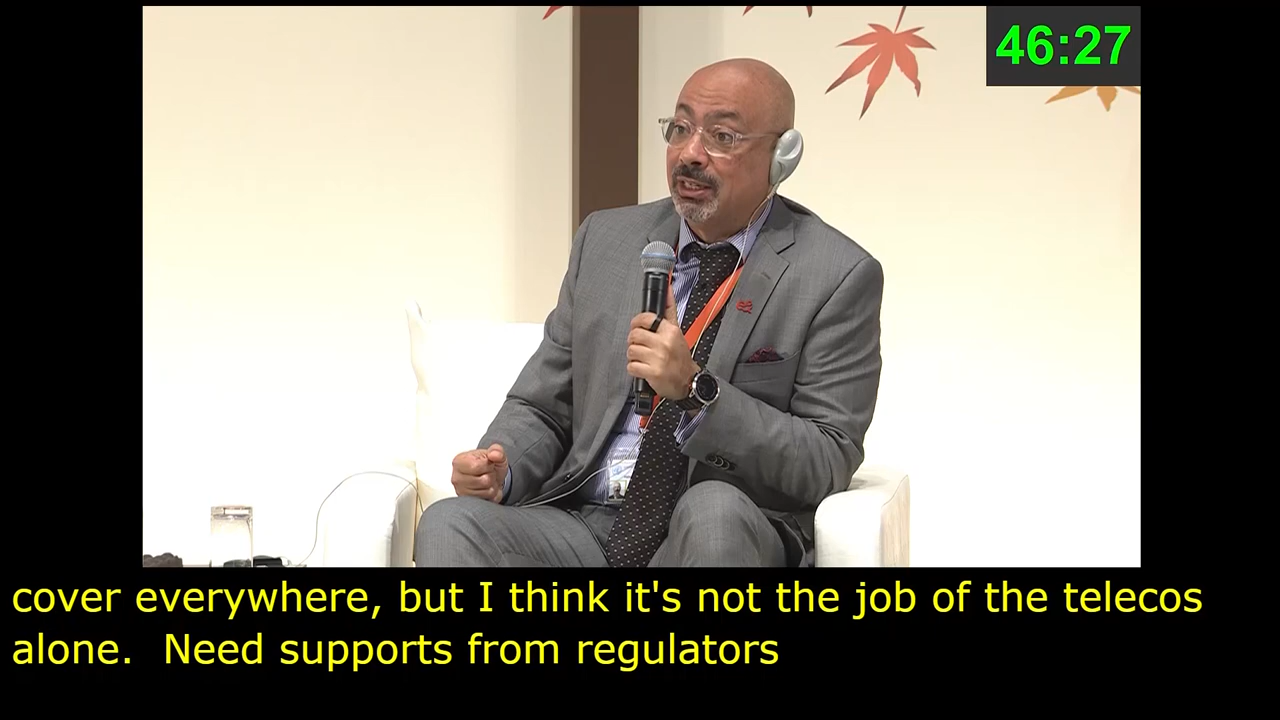 46:27
cover everywhere, but I think it's not the job of the telecos
alone.  Need supports from regulators